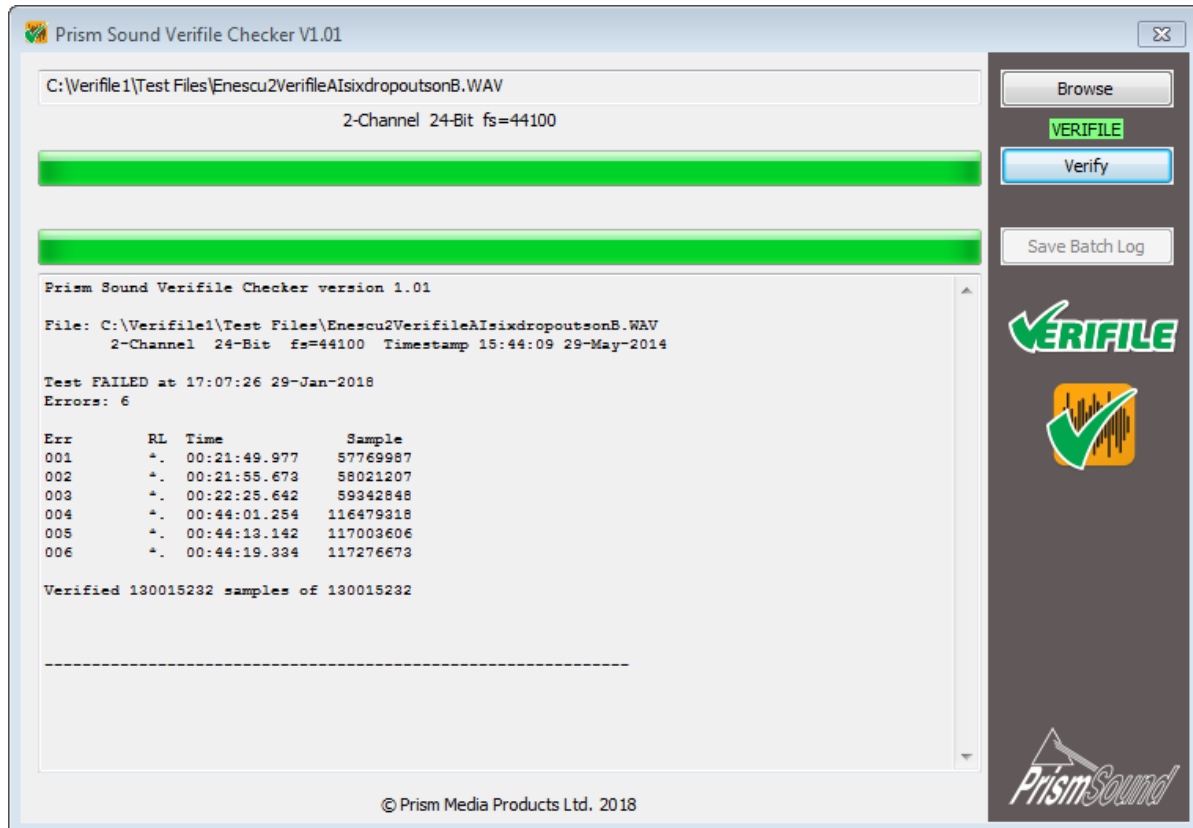 Prism Sound Verifile Checker V1.01
C:\Verifile1\Test Files\Enescu2VerifileAIsixdropoutsonB.WAV
2-Channel 24-Bit fs=44100
Browse
VERIFILE
Verify
Save Batch Log
Prism Sound Verifile Checker version 1.01
File: C:\Verifile1\Test Files\Enescu2VerifileAIsixdropoutsonB.WAV
2-Channel 24-Bit fs=44100 Timestamp 15:44:09 29-May-2014
Test FAILED at 17:07:26 29-Jan-2018
Errors: 6
Err RL Time Sample
001 *. 00:21:49.977 57769987
002 *. 00:21:55.673 58021207
003 *. 00:22:25.642 59342848
004 *. 00:44:01.254 116479318
005 *. 00:44:13.142 117003606
006 *. 00:44:19.334 117276673
Verified 130015232 samples of 130015232
--------------------------------------------------------------
VERIFILE
PrismSound
© Prism Media Products Ltd. 2018